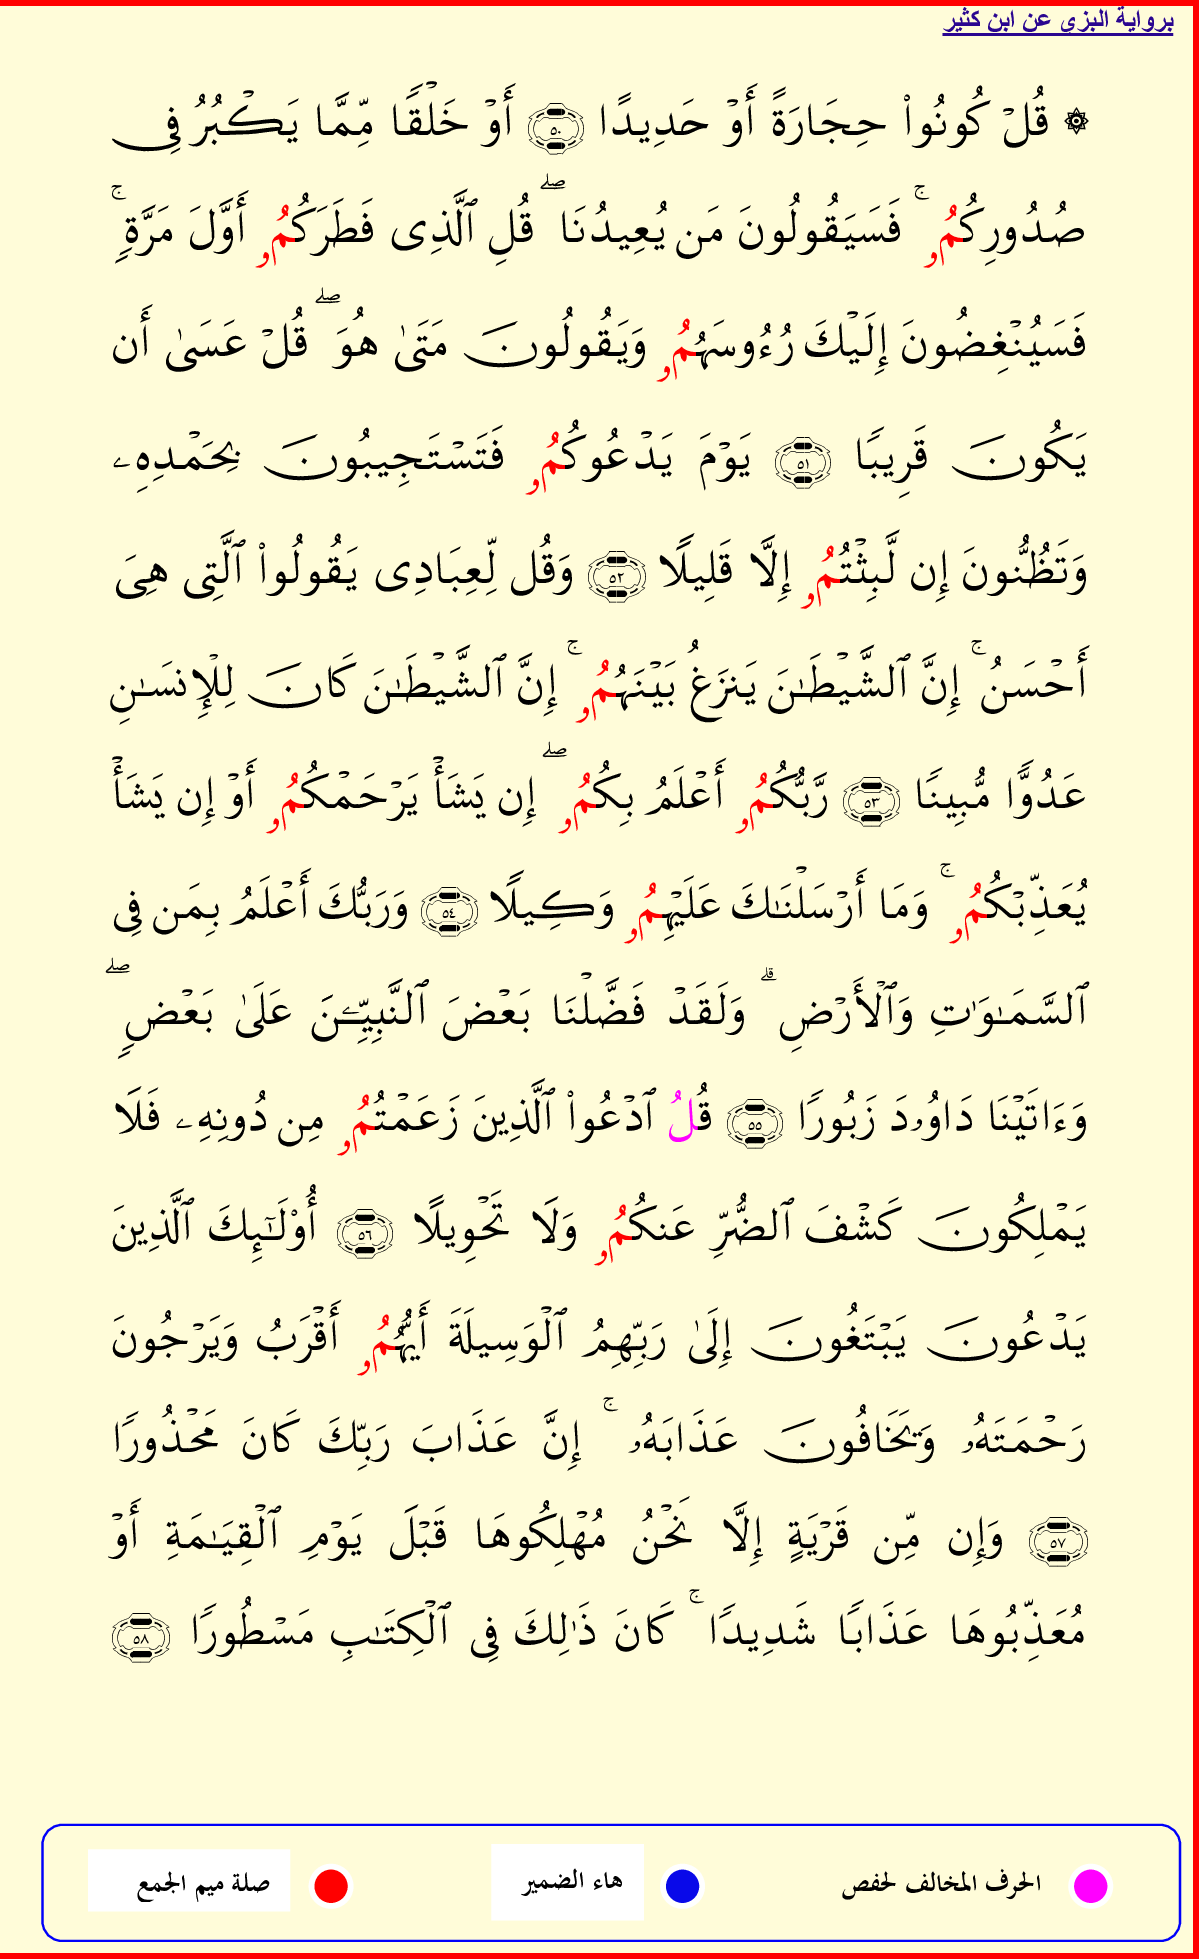 برواية البزى عن ابن كثير
۞ قُلۡ كُونُواْ حِجَارَةً أَوۡ حَدِيدًا ٥٠ أَوۡ خَلۡقًا مِّمَّا يَكۡبُرُ فِى
صُدُورِكُمُۥ ۚ فَسَيَقُولُونَ مَن يُعِيدُنَا ۖ قُلِ ٱلَّذِى فَطَرَكُمُۥ أَوَّلَ مَرَّةٍ ۚ
فَسَيُنۡغِضُونَ إِلَيۡكَ رُءُوسَهُمُۥ وَيَقُولُونَ مَتَىٰ هُوَ ۖ قُلۡ عَسَىٰ أَن
يَكُونَ قَرِيبًا ٥١ يَوۡمَ يَدۡعُوكُمُۥ فَتَسۡتَجِيبُونَ بِحَمۡدِهِۦ
وَتَظُنُّونَ إِن لَّبِثۡتُمُۥ إِلَّا قَلِيلًا ٥٢ وَقُل لِّعِبَادِى يَقُولُواْ ٱلَّتِى هِىَ
أَحۡسَنُ ۚ إِنَّ ٱلشَّيۡطَـٰنَ يَنزَغُ بَيۡنَهُمُۥ ۚ إِنَّ ٱلشَّيۡطَـٰنَ كَانَ لِلۡإِنسَـٰنِ
عَدُوًّا مُّبِينًا ٥٣ رَّبُّكُمُۥ أَعۡلَمُ بِكُمُۥ ۖ إِن يَشَأۡ يَرۡحَمۡكُمُۥ أَوۡ إِن يَشَأۡ
يُعَذِّبۡكُمُۥ ۚ وَمَا أَرۡسَلۡنَـٰكَ عَلَيۡهِمُۥ وَكِيلًا ٥٤ وَرَبُّكَ أَعۡلَمُ بِمَن فِى
ٱلسَّمَـٰوَٰتِ وَٱلۡأَرۡضِ ۗ وَلَقَدۡ فَضَّلۡنَا بَعۡضَ ٱلنَّبِيِّـۧنَ عَلَىٰ بَعۡضٍ ۖ
وَءَاتَيۡنَا دَاوُۥدَ زَبُورًا ٥٥ قُلُ ٱدۡعُواْ ٱلَّذِينَ زَعَمۡتُمُۥ مِن دُونِهِۦ فَلَا
يَمۡلِكُونَ كَشۡفَ ٱلضُّرِّ عَنكُمُۥ وَلَا تَحۡوِيلًا ٥٦ أُوْلَـٰٓئِكَ ٱلَّذِينَ
يَدۡعُونَ يَبۡتَغُونَ إِلَىٰ رَبِّهِمُ ٱلۡوَسِيلَةَ أَيُّهُمُۥ أَقۡرَبُ وَيَرۡجُونَ
رَحۡمَتَهُۥ وَيَخَافُونَ عَذَابَهُۥ ۚ إِنَّ عَذَابَ رَبِّكَ كَانَ مَحۡذُورًا
٥٧ وَإِن مِّن قَرۡيَةٍ إِلَّا نَحۡنُ مُهۡلِكُوهَا قَبۡلَ يَوۡمِ ٱلۡقِيَـٰمَةِ أَوۡ
مُعَذِّبُوهَا عَذَابًا شَدِيدًا ۚ كَانَ ذَٰلِكَ فِى ٱلۡكِتَـٰبِ مَسۡطُورًا ٥٨
الحرف المخالف لحفص هاء الضمير صلة ميم الجمع